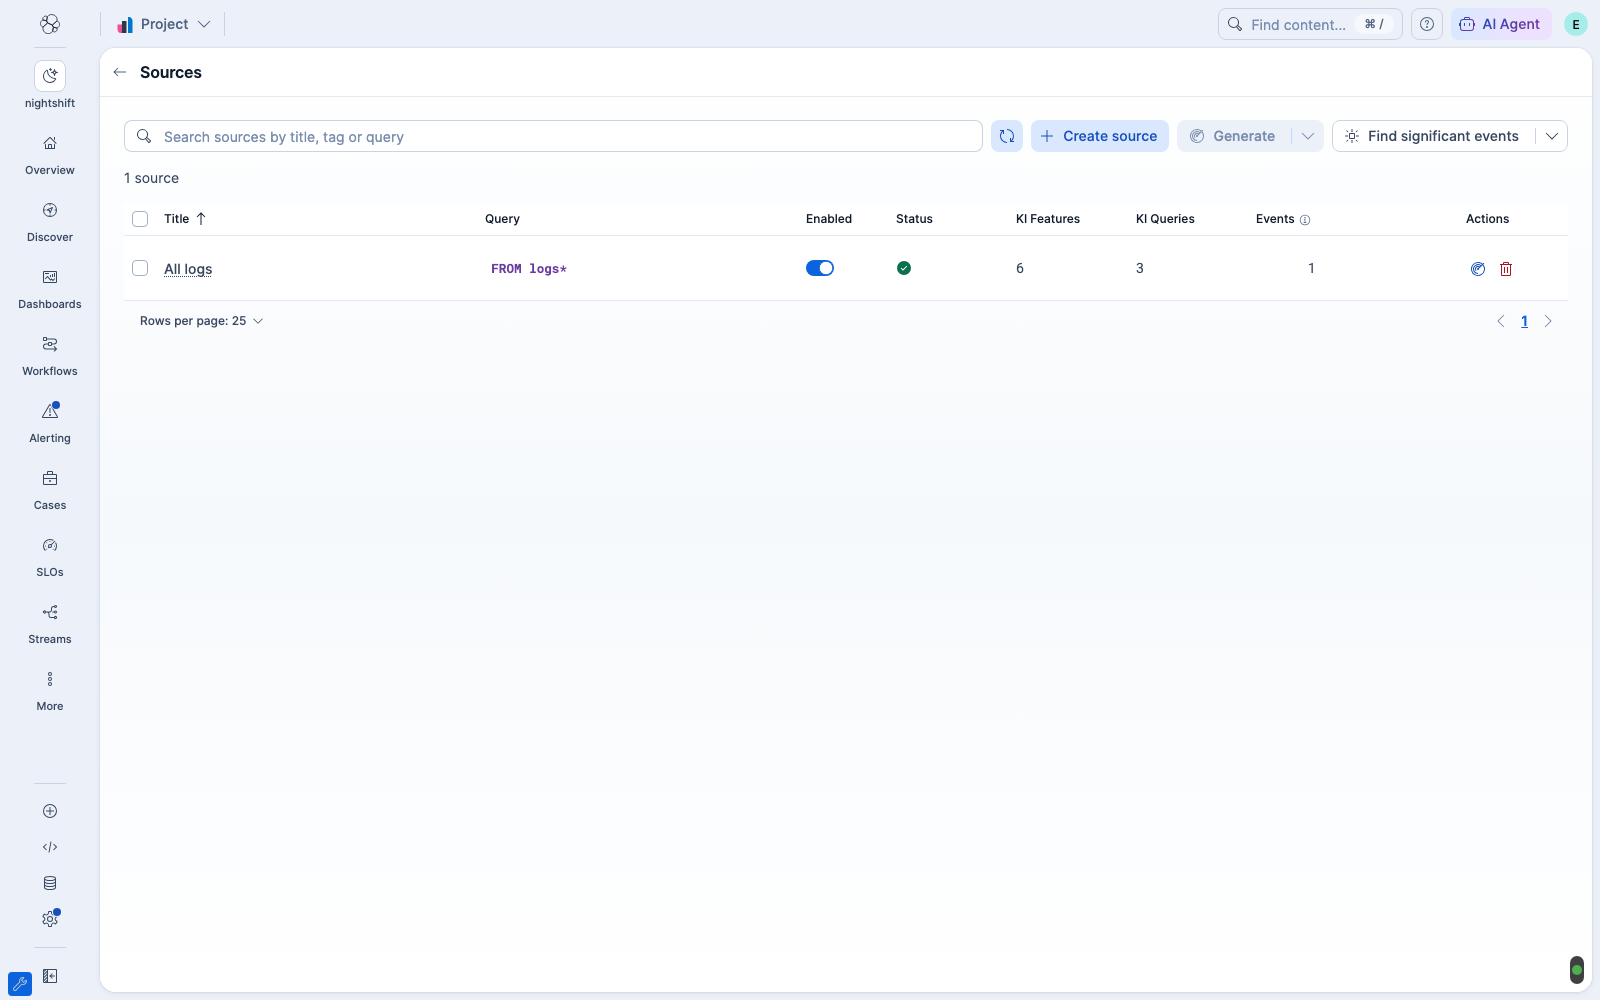 Project
Find content...
⌘ /
AI Agent
E
nightshift
Overview
Discover
Dashboards
Workflows
Alerting
Cases
SLOs
Streams
More
Sources
Search sources by title, tag or query
Create source
Generate
Find significant events
1 source
Title
Query
Enabled
Status
KI Features
KI Queries
Events
Actions
All logs
FROM logs*
6
3
1
Rows per page: 25
1